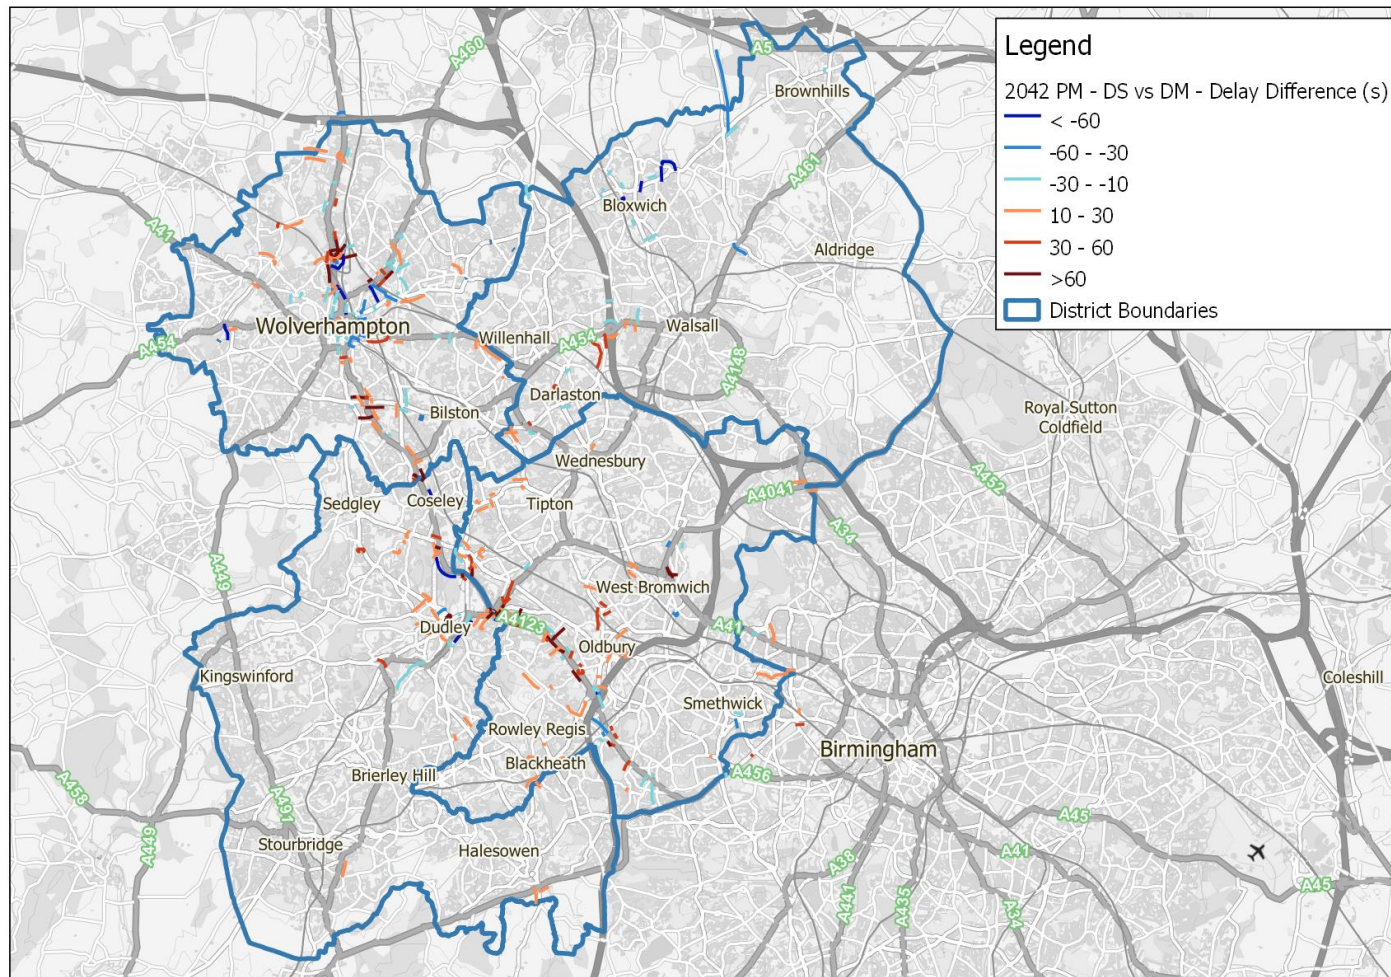 Legend
2042 PM - DS vs DM - Delay Difference (s)
< -60
-60 - -30
-30 - -10
10 - 30
30 - 60
>60
District Boundaries
A460
A5
Brownhills
A461
Bloxwich
A41
Aldridge
Wolverhampton
Willenhall
A454
Walsall
A454
A4148
Darlaston
Bilston
Royal Sutton
Coldfield
Wednesbury
A452
Sedgley
Coseley
Tipton
A4041
A34
A449
West Bromwich
Dudley
A4123
A41
Oldbury
Kingswinford
Coleshill
Smethwick
Rowley Regis
Birmingham
Blackheath
A456
Brierley Hill
A458
A491
A45
A449
Stourbridge
Halesowen
A38
A41
A45
A441
A435
A34